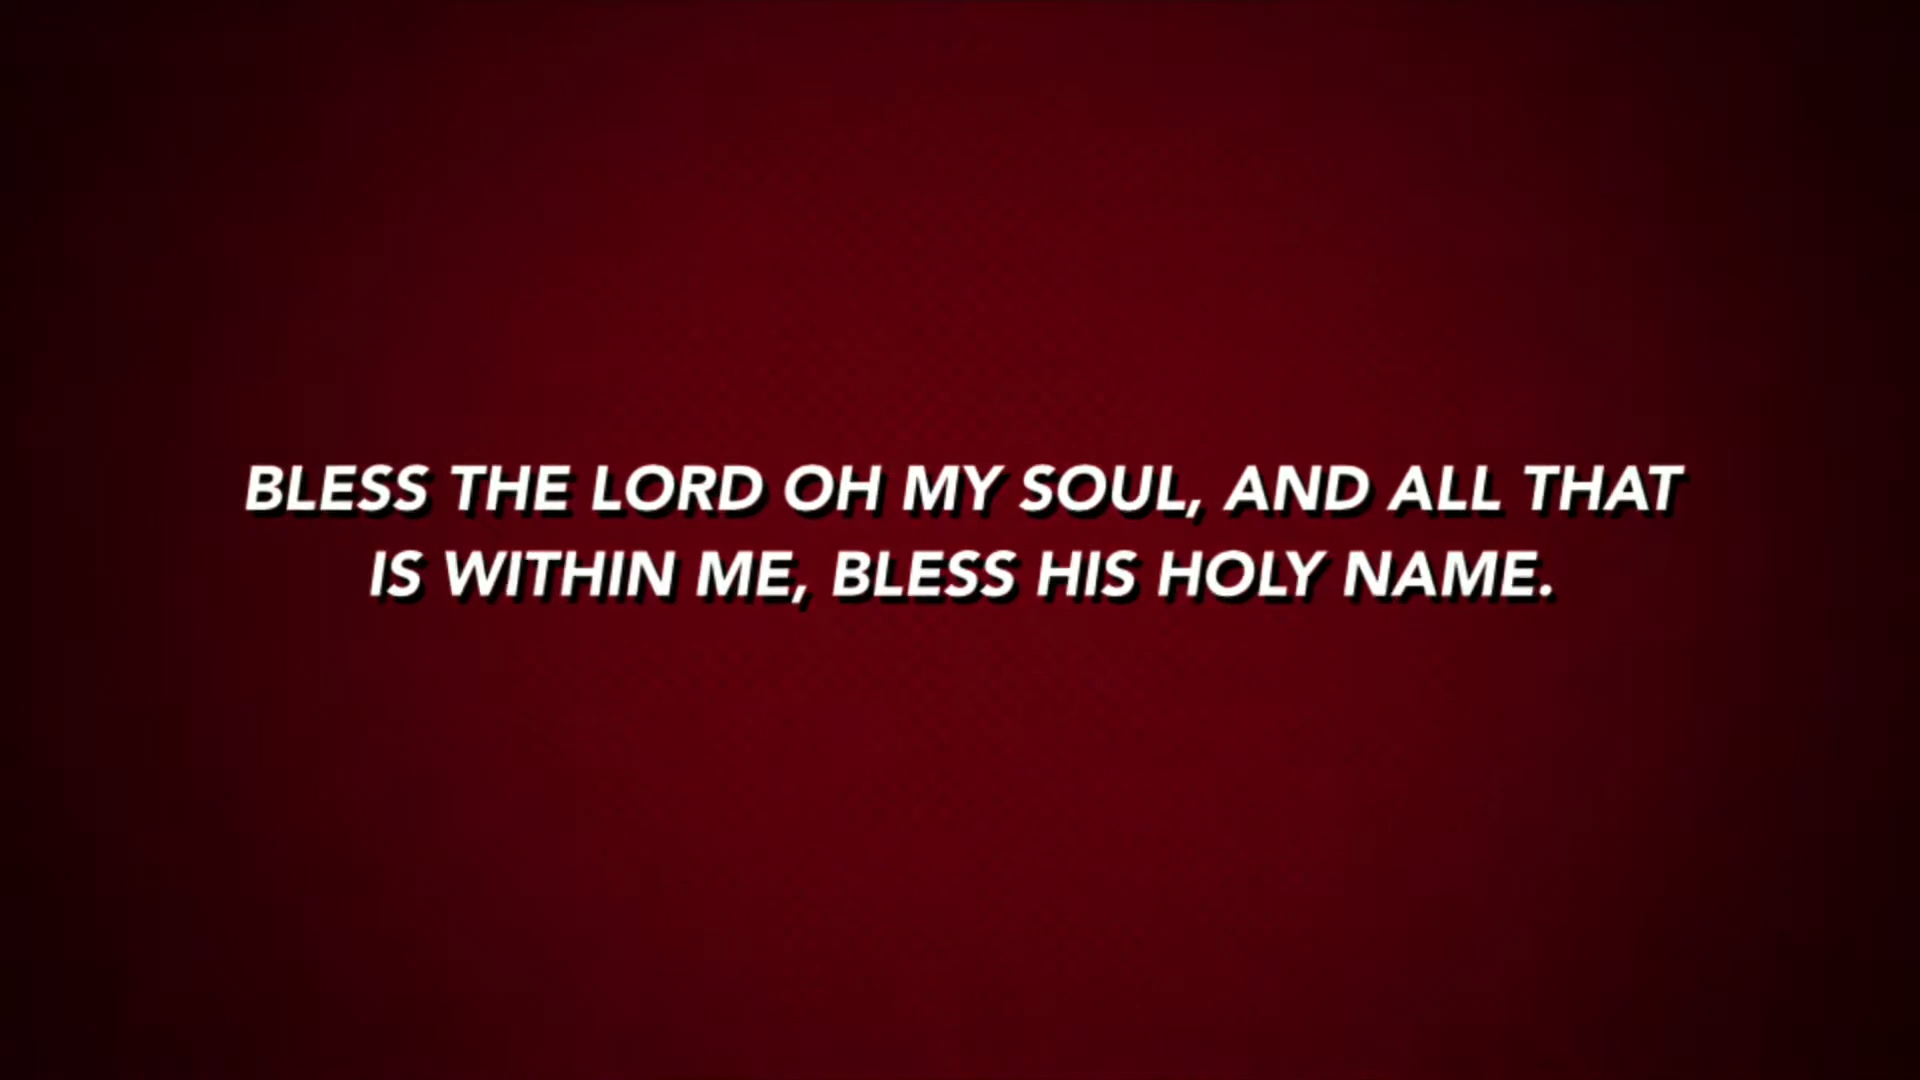 BLESS THE LORD OH MY SOUL, AND ALL THAT
IS WITHIN ME, BLESS HIS HOLY NAME.